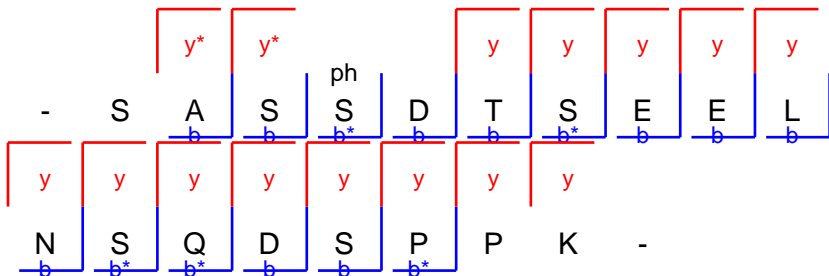 y* y* y y y y y
ph
- S A S S D T S E E L
b b b* b b b* b b b
y y y y y y y y
N S Q D S P P K -
b b* b* b b b*